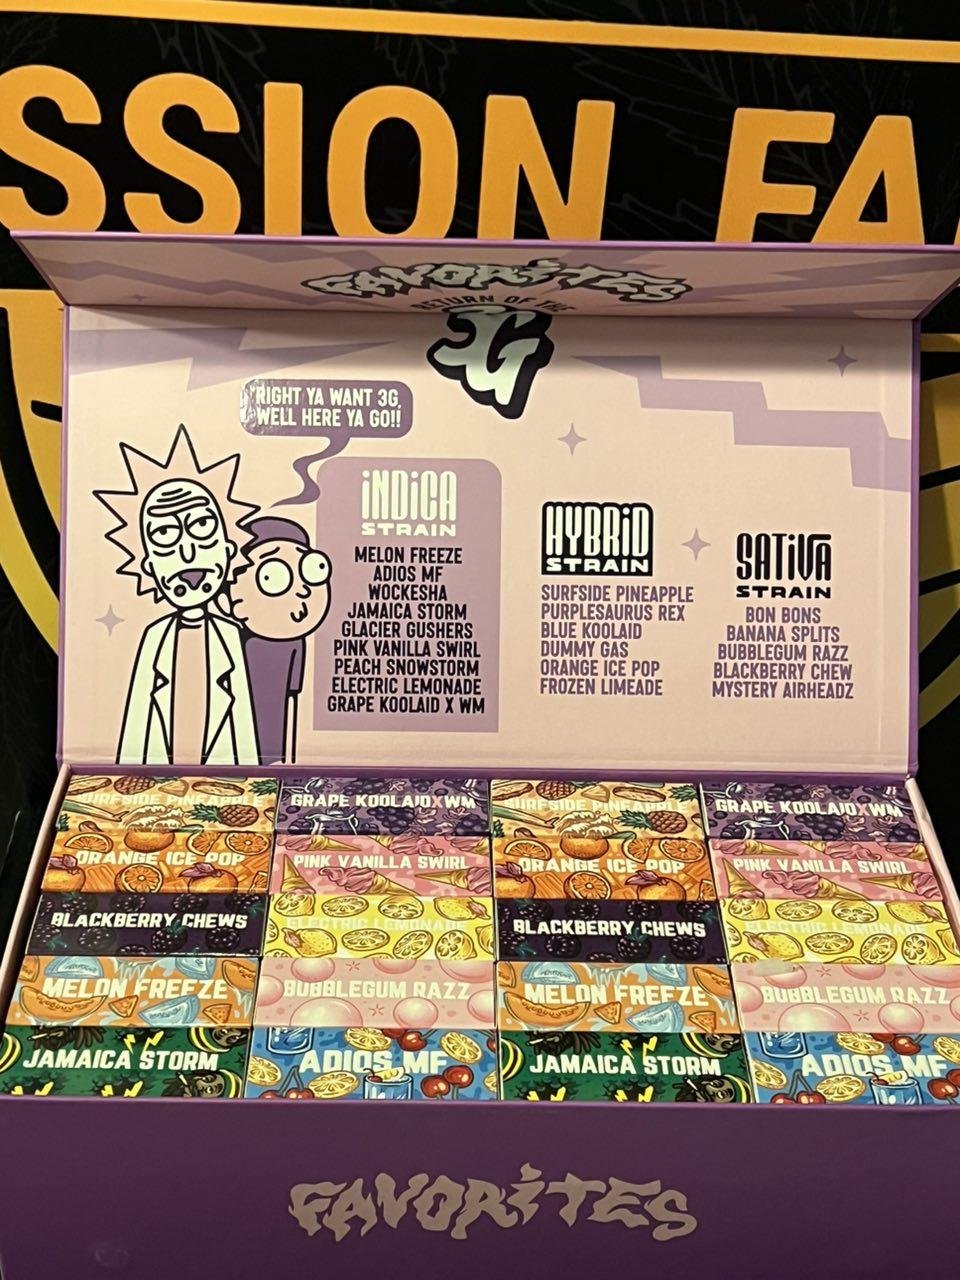 SSION FA
FAVORITES
RETURN OF THE
3G
"RIGHT YA WANT 3G,
WELL HERE YA GO!!
INDICA
STRAIN
MELON FREEZE
ADIOS MF
WOCKESHA
JAMAICA STORM
GLACIER GUSHERS
PINK VANILLA SWIRL
PEACH SNOWSTORM
ELECTRIC LEMONADE
GRAPE KOOLAID X WM
HYBRID
STRAIN
SURFSIDE PINEAPPLE
PURPLESAURUS REX
BLUE KOOLAID
DUMMY GAS
ORANGE ICE POP
FROZEN LIMEADE
SATIVA
STRAIN
BON BONS
BANANA SPLITS
BUBBLEGUM RAZZ
BLACKBERRY CHEW
MYSTERY AIRHEADZ
SURFSIDE PINEAPPLE
GRAPE KOOLAIDXWM
SURFSIDE PINEAPPLE
GRAPE KOOLAIDXWM
ORANGE ICE POP
PINK VANILLA SWIRL
ORANGE ICE POP
PINK VANILLA SWIRL
BLACKBERRY CHEWS
ELECTRIC LEMONADE
BLACKBERRY CHEWS
ELECTRIC LEMONADE
MELON FREEZE
BUBBLEGUM RAZZ
MELON FREEZE
BUBBLEGUM RAZZ
JAMAICA STORM
ADIOS MF
JAMAICA STORM
ADIOS MF
FAVORITES